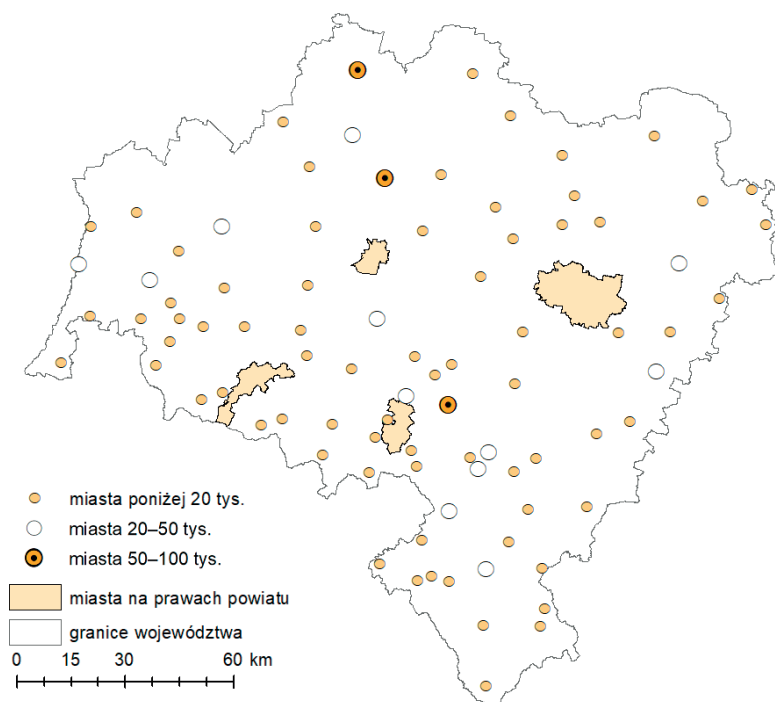 miasta poniżej 20 tys.
miasta 20–50 tys.
miasta 50–100 tys.
miasta na prawach powiatu
granice województwa
0 15 30 60 km